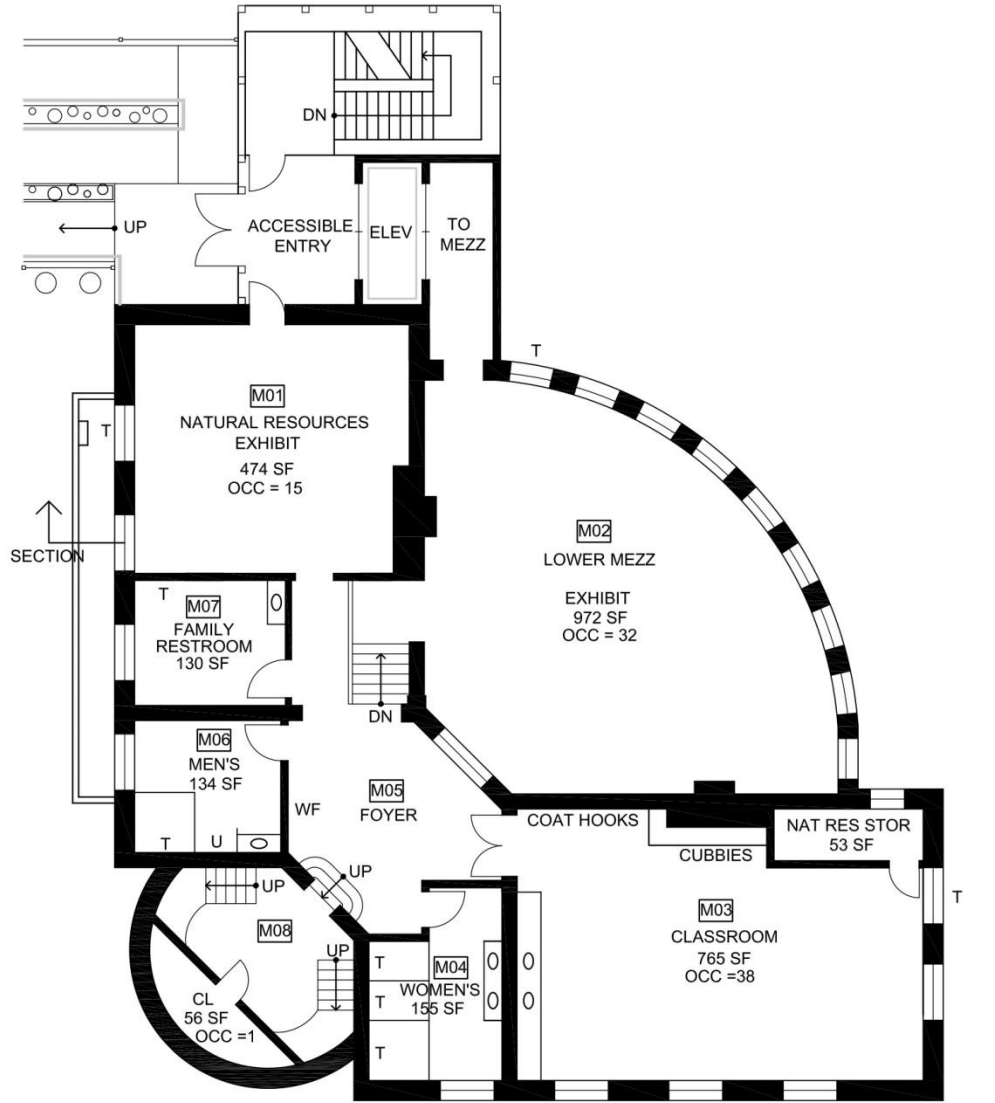 DN
UP
ACCESSIBLE
ENTRY
ELEV
TO
MEZZ
T
M01
NATURAL RESOURCES
EXHIBIT
474 SF
OCC = 15
T
SECTION
M02
LOWER MEZZ
EXHIBIT
972 SF
OCC = 32
T
M07
FAMILY
RESTROOM
130 SF
DN
M06
MEN'S
134 SF
T
U
WF
M05
FOYER
COAT HOOKS
CUBBIES
NAT RES STOR
53 SF
UP
UP
M08
UP
CL
56 SF
OCC =1
T
T
T
M04
WOMEN'S
155 SF
M03
CLASSROOM
765 SF
OCC =38
T